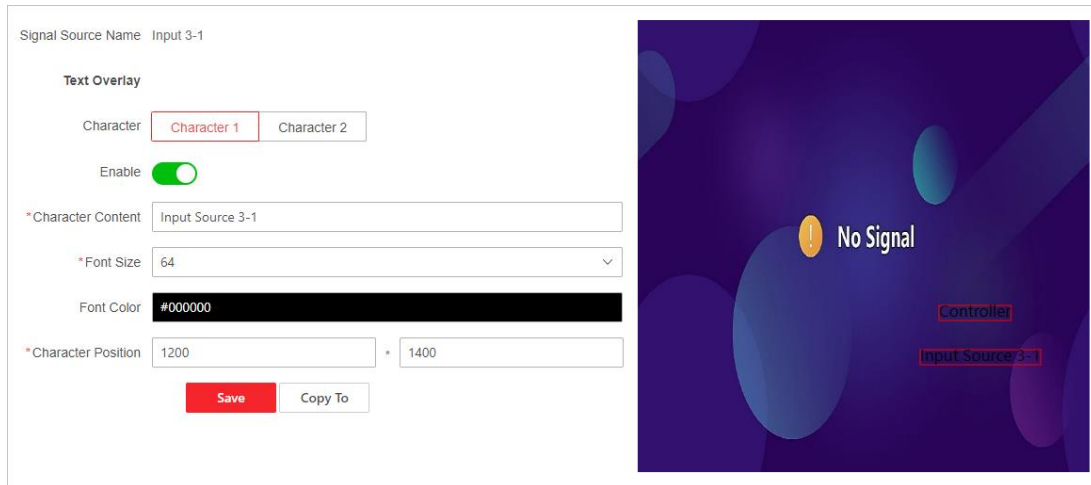 Signal Source Name Input 3-1
Text Overlay
Character Character 1 Character 2
Enable
*Character Content Input Source 3-1
*Font Size 64
Font Color #000000
*Character Position 1200 * 1400
Save Copy To
! No Signal
Controller
Input Source 3-1